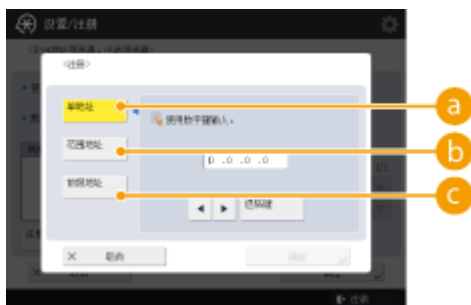 设置/注册
<注册>
单地址
a
使用数字键输入。
范围地址
b
0 .0 .0 .0
前缀地址
c
◀ ▶ 退格键
× 取消
确定
注销